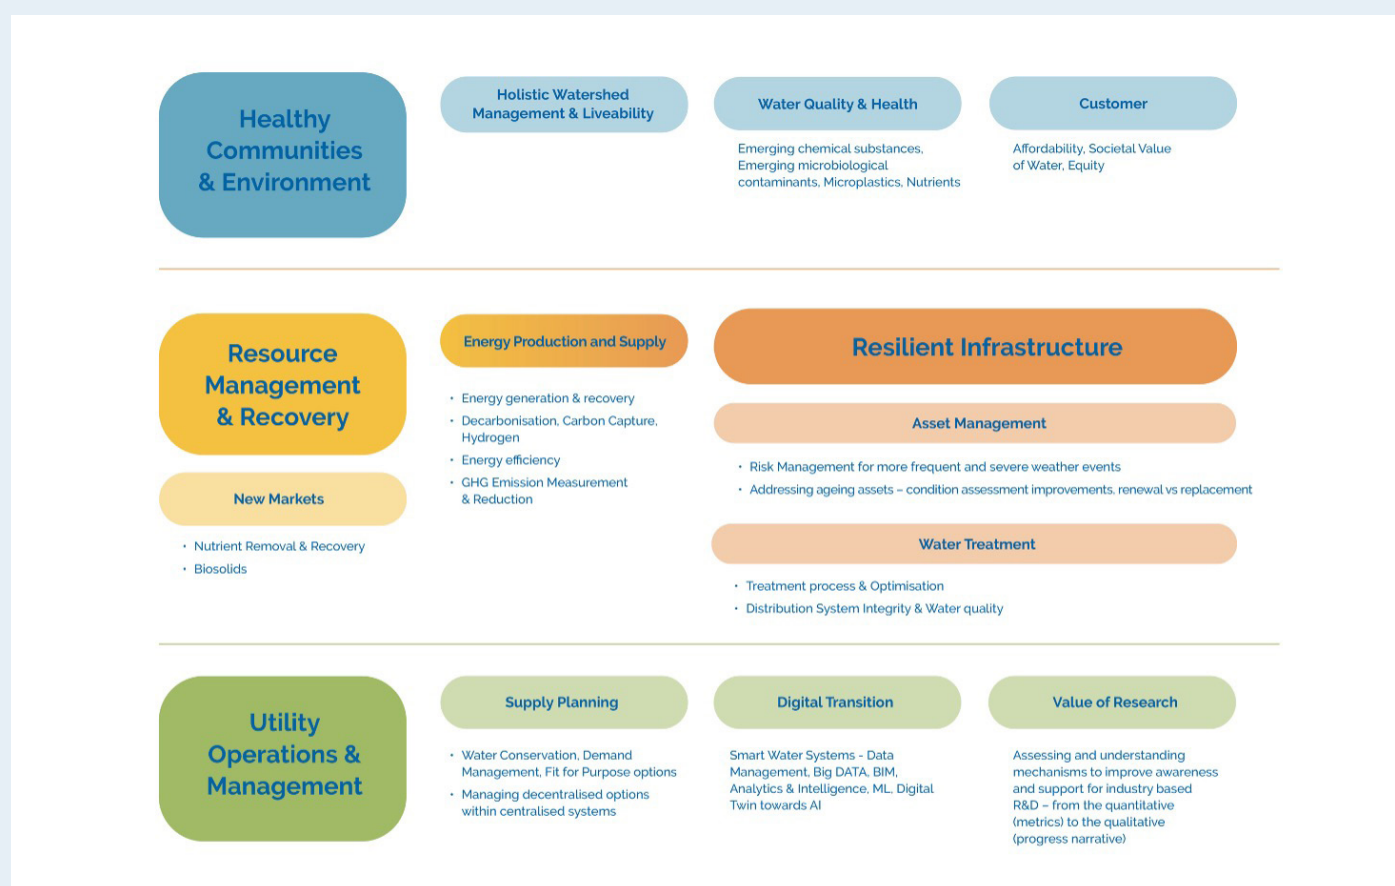 Healthy
Communities
& Environment
Holistic Watershed
Management & Liveability
Water Quality & Health
Emerging chemical substances,
Emerging microbiological
contaminants, Microplastics, Nutrients
Customer
Affordability, Societal Value
of Water, Equity
Resource
Management
& Recovery
New Markets
• Nutrient Removal & Recovery
• Biosolids
Energy Production and Supply
• Energy generation & recovery
• Decarbonisation, Carbon Capture,
Hydrogen
• Energy efficiency
• GHG Emission Measurement
& Reduction
Resilient Infrastructure
Asset Management
• Risk Management for more frequent and severe weather events
• Addressing ageing assets – condition assessment improvements, renewal vs replacement
Water Treatment
• Treatment process & Optimisation
• Distribution System Integrity & Water quality
Utility
Operations &
Management
Supply Planning
• Water Conservation, Demand
Management, Fit for Purpose options
• Managing decentralised options
within centralised systems
Digital Transition
Smart Water Systems - Data
Management, Big DATA, BIM,
Analytics & Intelligence, ML, Digital
Twin towards AI
Value of Research
Assessing and understanding
mechanisms to improve awareness
and support for industry based
R&D – from the quantitative
(metrics) to the qualitative
(progress narrative)